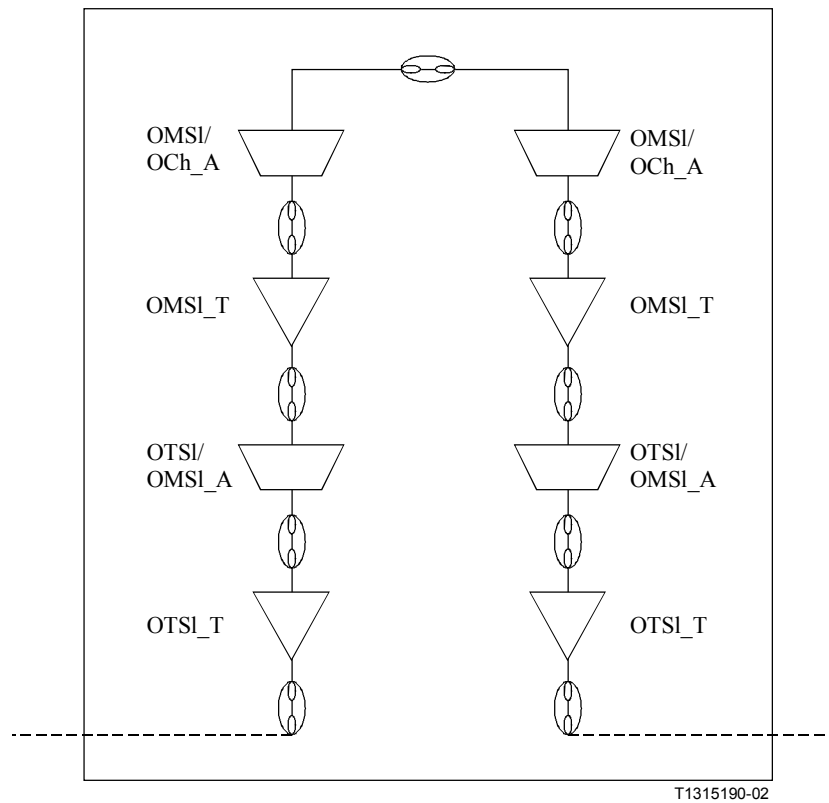 OMSl/
OCh_A
OMSl/
OCh_A
OMSl_T
OMSl_T
OTSl/
OMSl_A
OTSl/
OMSl_A
OTSl_T
OTSl_T
T1315190-02